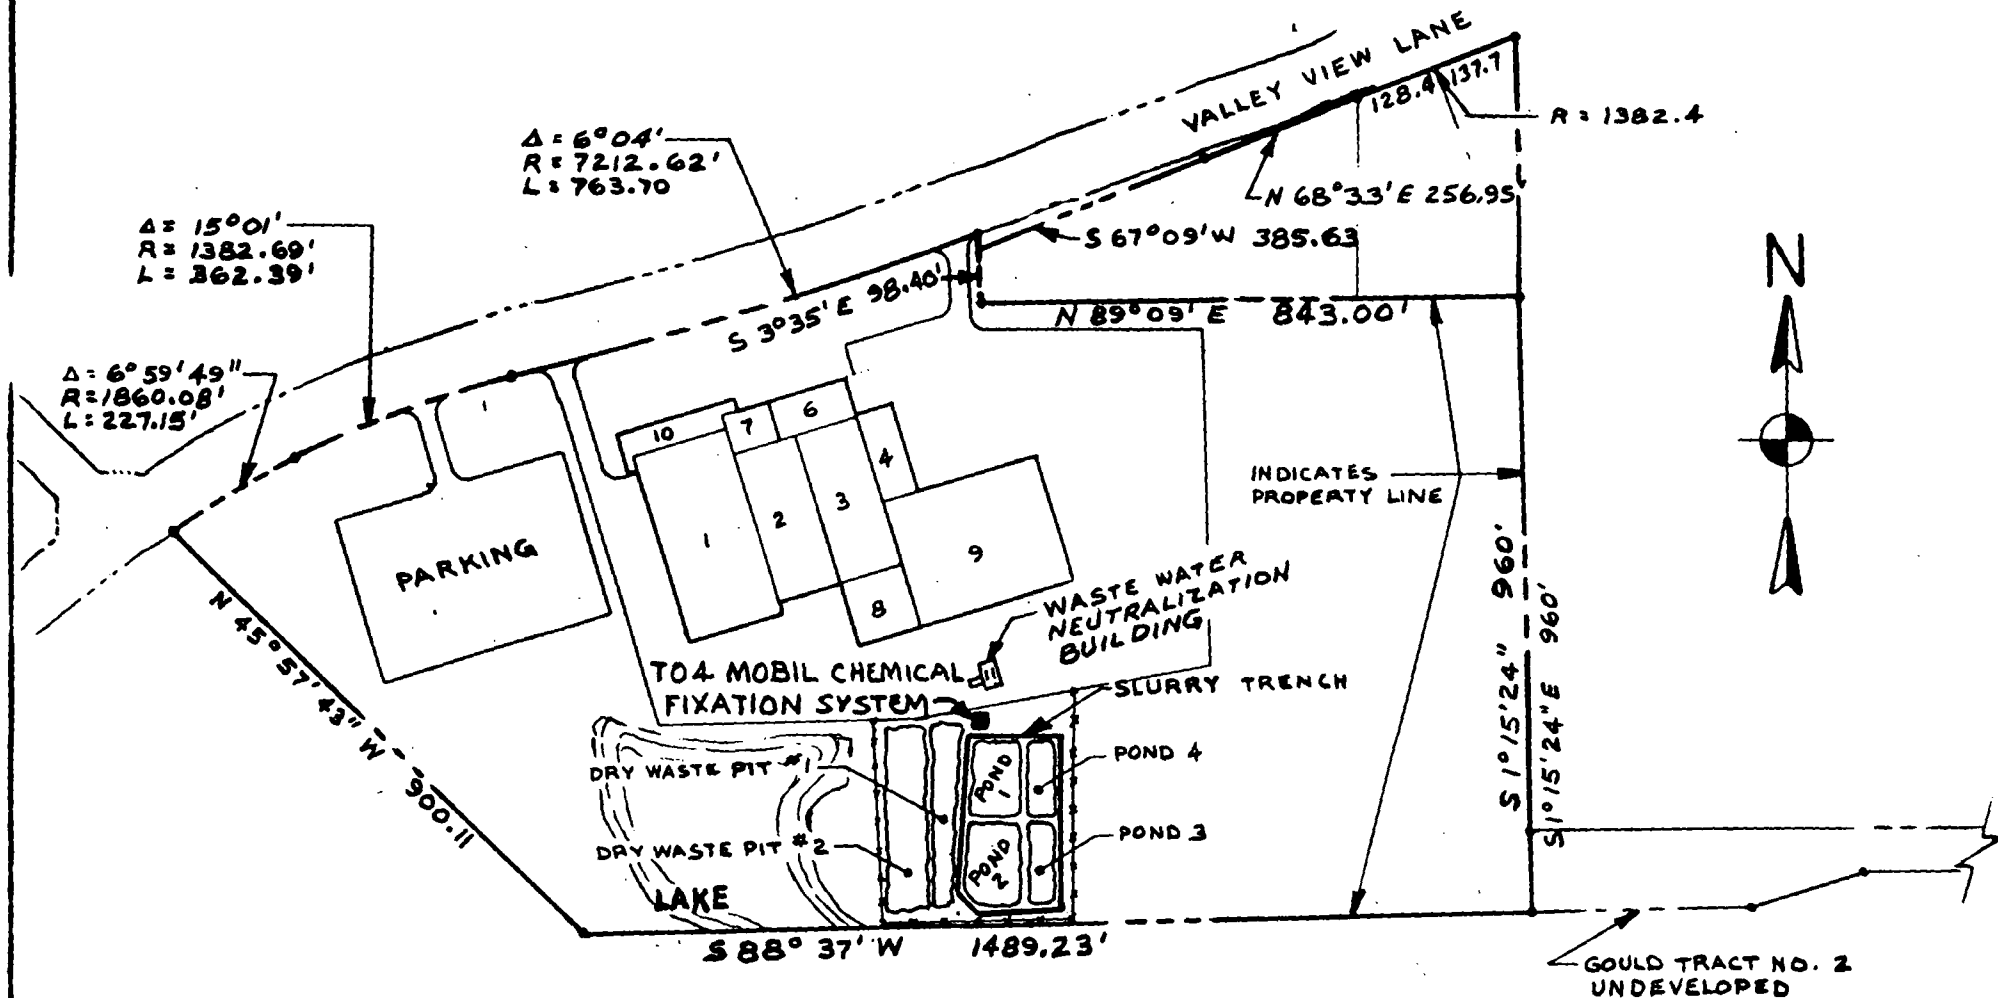 VALLEY VIEW LANE
128.4
137.7
R = 1382.4
Δ = 6°04'
R = 7212.62'
L = 763.70
N 68°33' E 256.95
Δ = 15°01'
R = 1382.69'
L = 362.39'
S 67°09' W 385.63
S 3°35' E 98.40'
N 89°09' E 843.00'
N
Δ = 6°59'49"
R = 1860.08'
L = 227.15'
1
10
7
6
4
1
2
3
9
8
INDICATES
PROPERTY LINE
PARKING
N 45°57'43" W 900.11
WASTE WATER
NEUTRALIZATION
BUILDING
11
TO4 MOBIL CHEMICAL
FIXATION SYSTEM
SLURRY TRENCH
S 1°15'24" 960'
S 1°15'24" E 960'
DRY WASTE PIT #1
POND
1
POND 4
DRY WASTE PIT #2
POND
2
POND 3
LAKE
S 88° 37' W 1489.23'
GOULD TRACT NO. 2
UNDEVELOPED